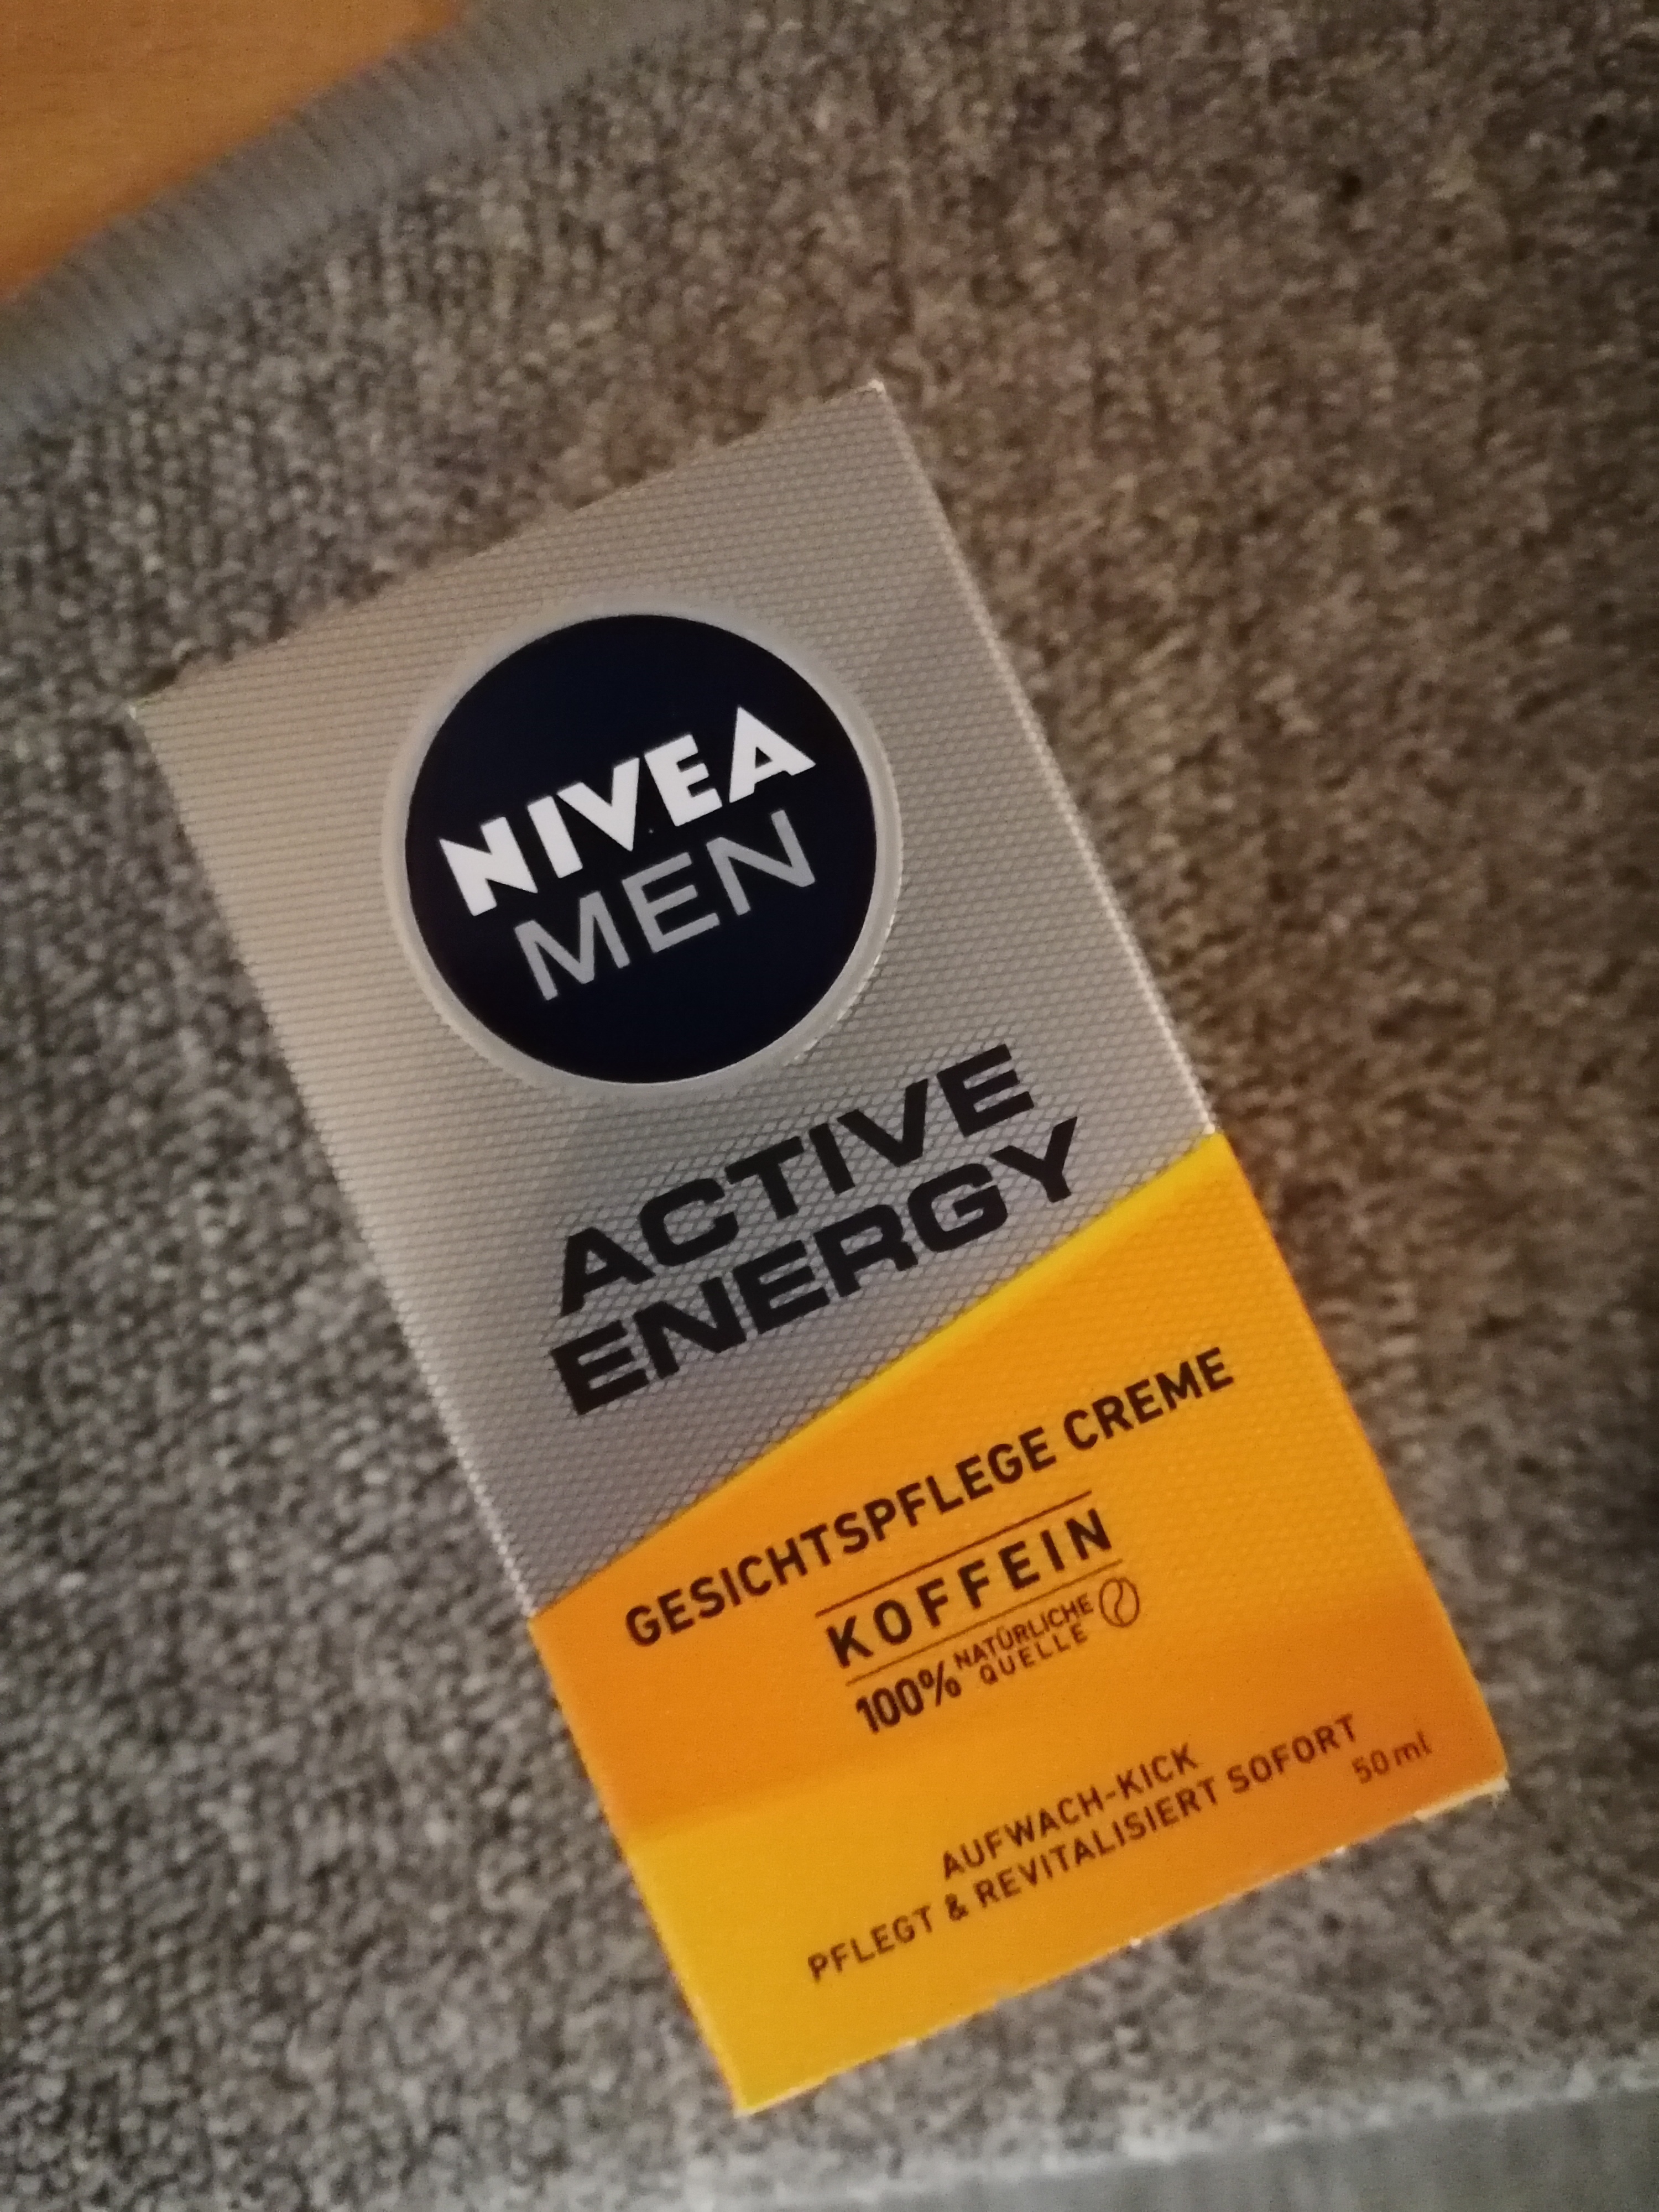 NIVEA
MEN
ACTIVE
ENERGY
GESICHTSPFLEGE CREME
KOFFEIN
100% NATÜRLICHE
QUELLE
AUFWACH-KICK
PFLEGT & REVITALISIERT SOFORT
50 ml